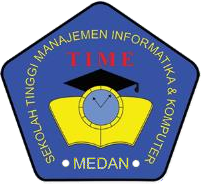 SEKOLAH TINGGI MANAJEMEN INFORMATIKA & KOMPUTER
TIME
MEDAN